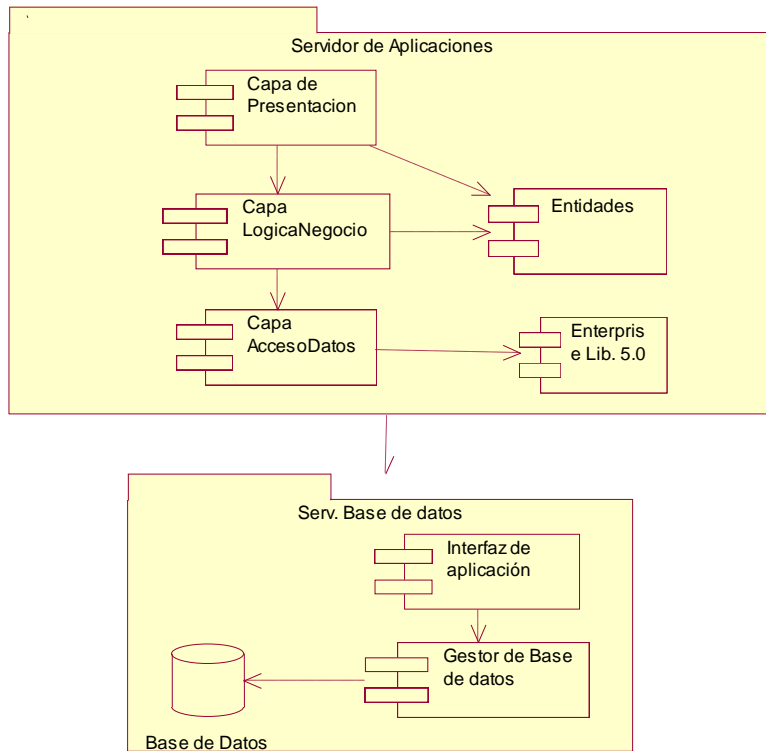 Servidor de Aplicaciones
Capa de
Presentacion
Capa
LogicaNegocio
Entidades
Capa
AccesoDatos
Enterpris
e Lib. 5.0
Serv. Base de datos
Interfaz de
aplicación
Gestor de Base
de datos
Base de Datos